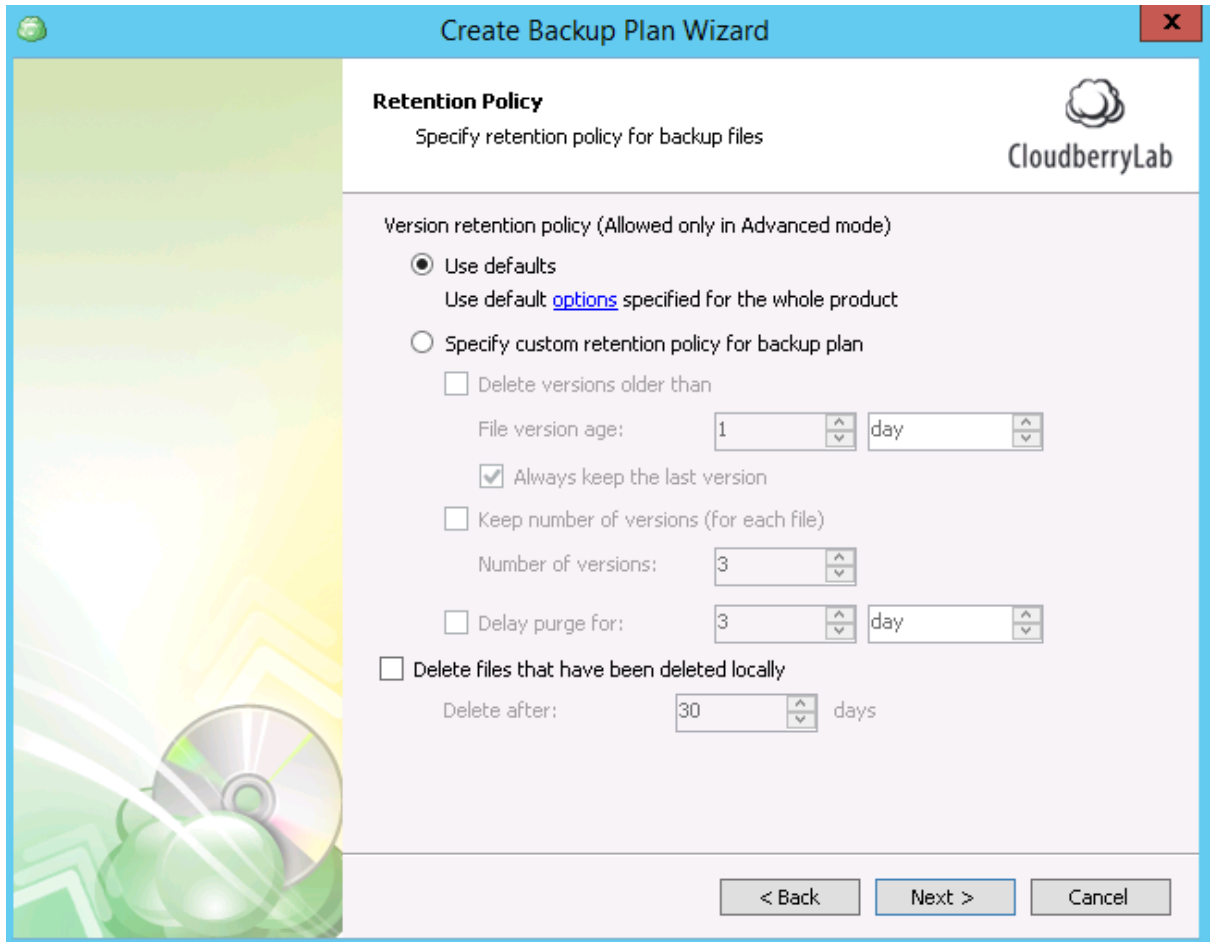 Create Backup Plan Wizard
x
Retention Policy
Specify retention policy for backup files
CloudberryLab
Version retention policy (Allowed only in Advanced mode)
Use defaults
Use default options specified for the whole product
Specify custom retention policy for backup plan
Delete versions older than
File version age: 1 day
Always keep the last version
Keep number of versions (for each file)
Number of versions: 3
Delay purge for: 3 day
Delete files that have been deleted locally
Delete after: 30 days
< Back Next > Cancel